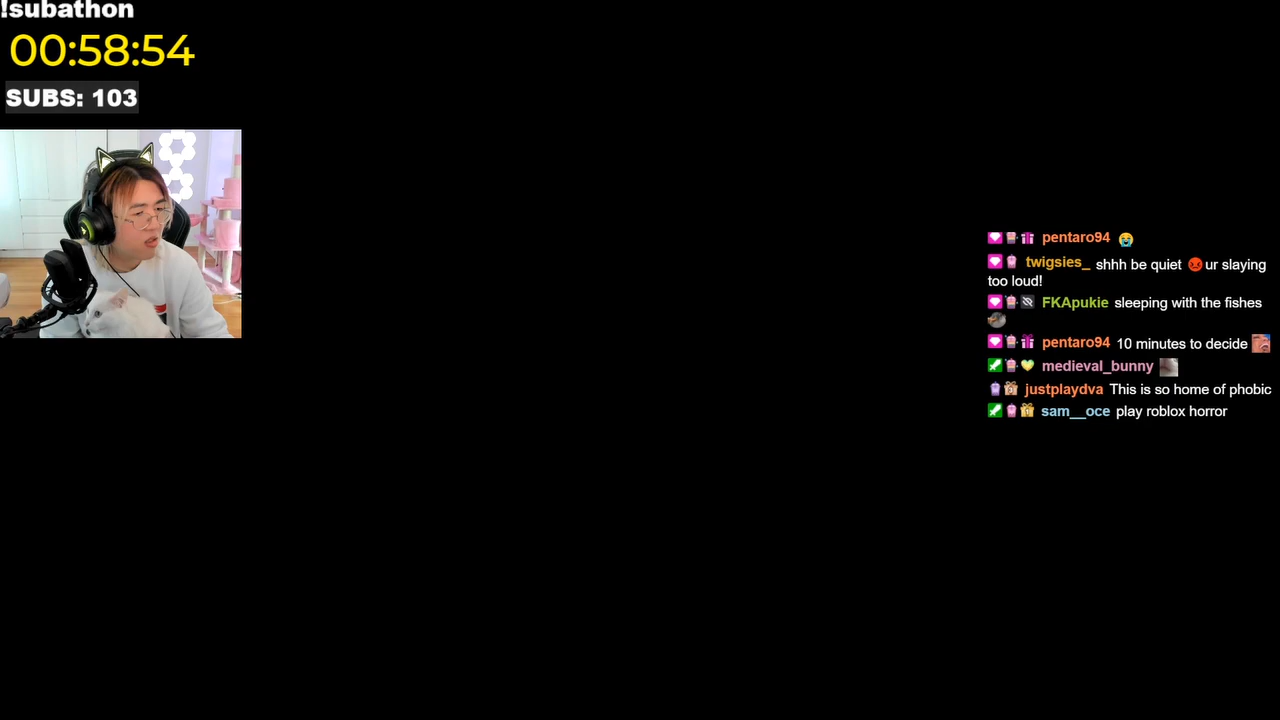 !subathon
00:58:54
SUBS: 103
pentaro94 😭
twigsies_ shhh be quiet 😡ur slaying
too loud!
FKApukie sleeping with the fishes
pentaro94 10 minutes to decide
medieval_bunny
justplaydva This is so home of phobic
sam__oce play roblox horror